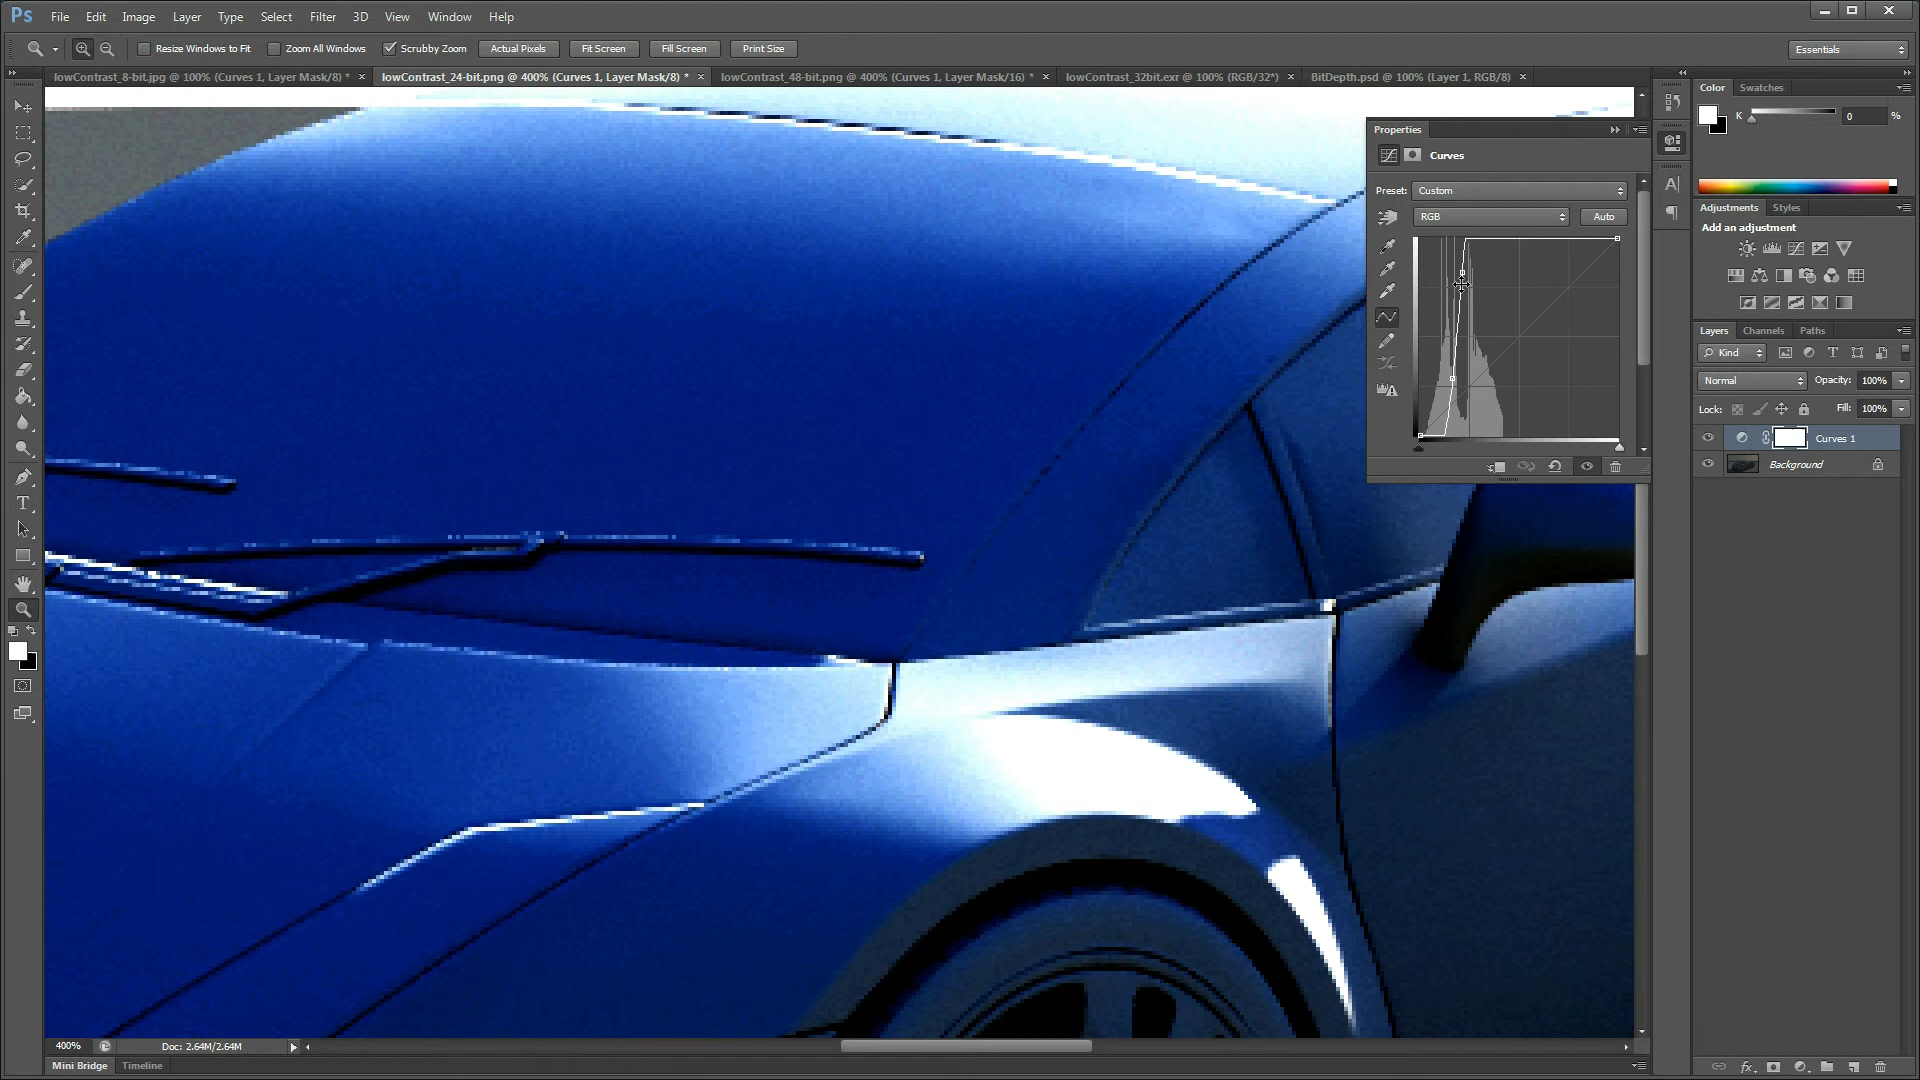 Ps File Edit Image Layer Type Select Filter 3D View Window Help
Resize Windows to Fit Zoom All Windows Scrubby Zoom Actual Pixels Fit Screen Fill Screen Print Size Essentials
lowContrast_8-bit.jpg @ 100% (Curves 1, Layer Mask/8) * × lowContrast_24-bit.png @ 400% (Curves 1, Layer Mask/8) * × lowContrast_48-bit.png @ 400% (Curves 1, Layer Mask/16) * × lowContrast_32bit.exr @ 100% (RGB/32*) × BitDepth.psd @ 100% (Layer 1, RGB/8) ×
Color Swatches
K 0 %
Properties
Curves
Preset: Custom
RGB Auto
Adjustments Styles
Add an adjustment
Layers Channels Paths
Kind
Normal Opacity: 100%
Lock: Fill: 100%
Curves 1
Background
400% Doc: 2.64M/2.64M
Mini Bridge Timeline